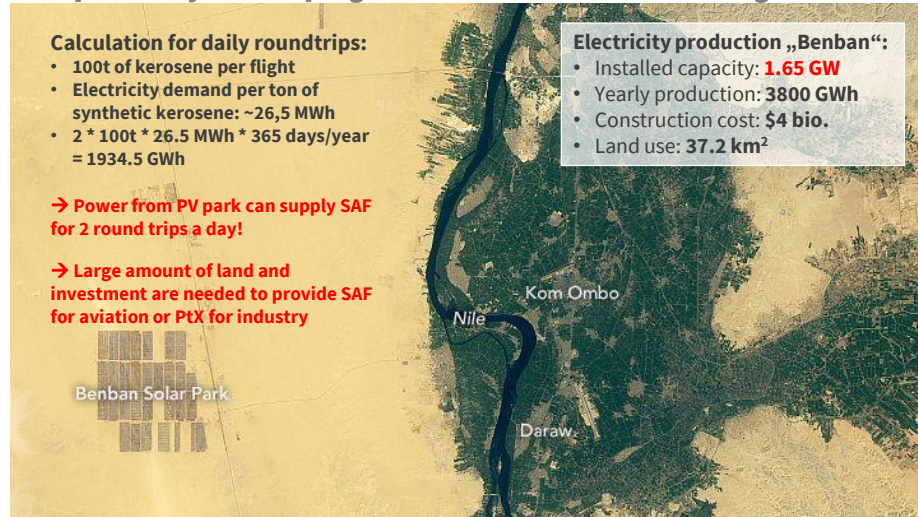 Calculation for daily roundtrips:
• 100t of kerosene per flight
• Electricity demand per ton of
synthetic kerosene: ~26,5 MWh
• 2 * 100t * 26.5 MWh * 365 days/year
= 1934.5 GWh
→ Power from PV park can supply SAF
for 2 round trips a day!
→ Large amount of land and
investment are needed to provide SAF
for aviation or PtX for industry
Electricity production „Benban“:
• Installed capacity: 1.65 GW
• Yearly production: 3800 GWh
• Construction cost: $4 bio.
• Land use: 37.2 km²
Kom Ombo
Nile
Benban Solar Park
Daraw